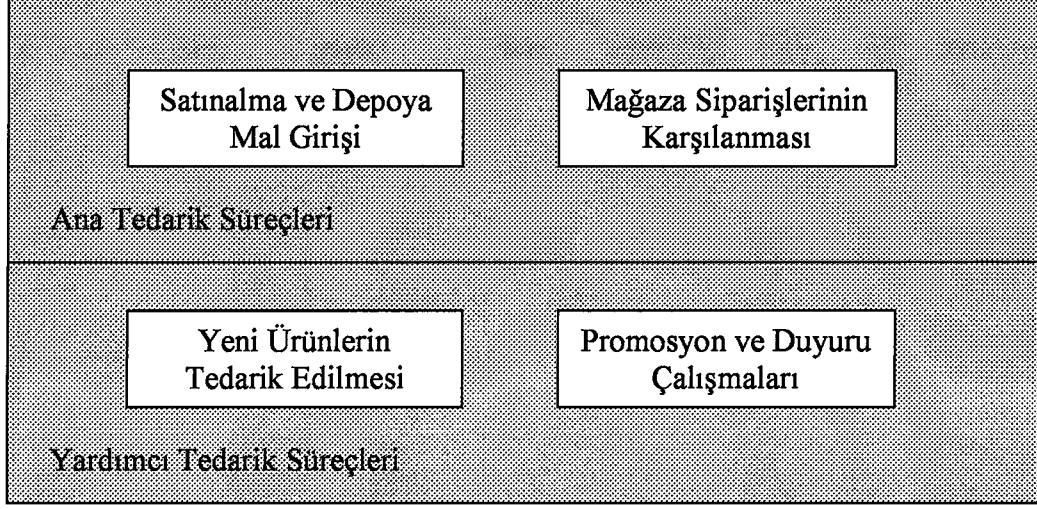 Satınalma ve Depoya
Mal Girişi
Mağaza Siparişlerinin
Karşılanması
Ana Tedarik Süreçleri
Yeni Ürünlerin
Tedarik Edilmesi
Promosyon ve Duyuru
Çalışmaları
Yardımcı Tedarik Süreçleri